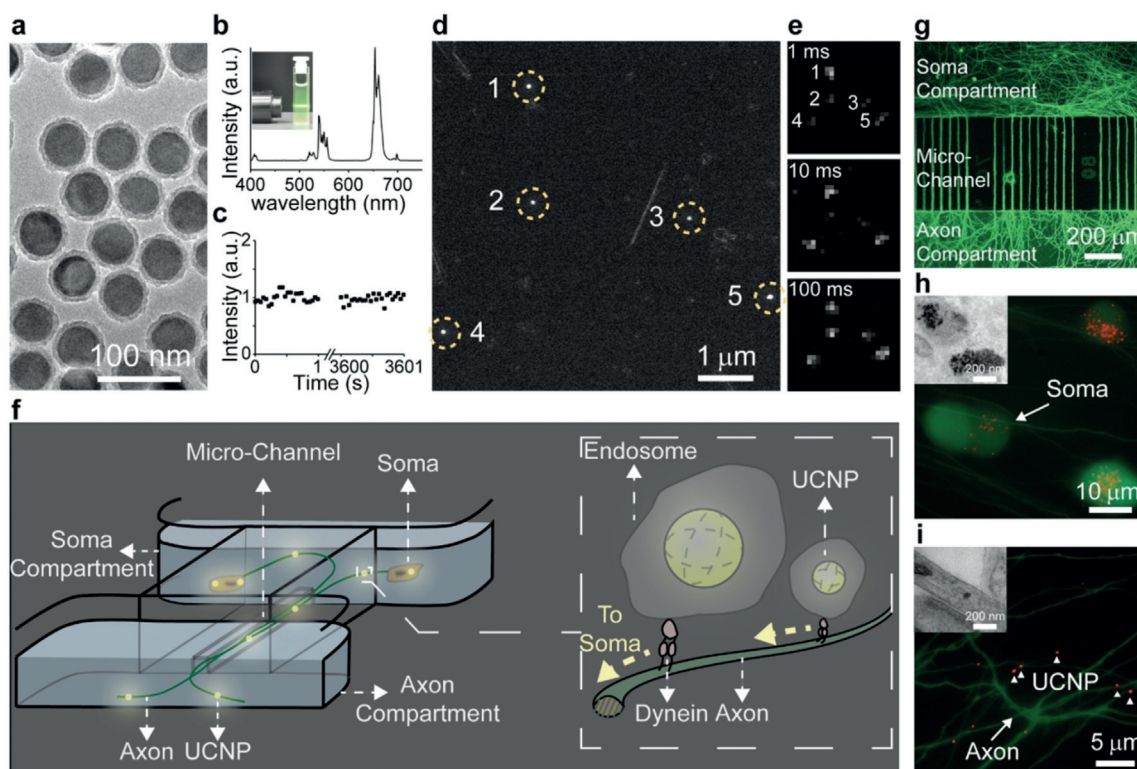 a
100 nm
b
Intensity (a.u.)
400 500 600 700
wavelength (nm)
c
Intensity (a.u.)
2
1
0
0 1 3600 3601
Time (s)
d
1
2
3
4
5
1 μm
e
1 ms
1
2 3
4 5
10 ms
100 ms
g
Soma
Compartment
Micro-
Channel
Axon
Compartment
200 μm
h
200 nm
Soma
10 μm
i
200 nm
UCNP
Axon
5 μm
f
Micro-Channel
Soma
Soma
Compartment
Axon
Compartment
Axon UCNP
Endosome
UCNP
To
Soma
Dynein Axon